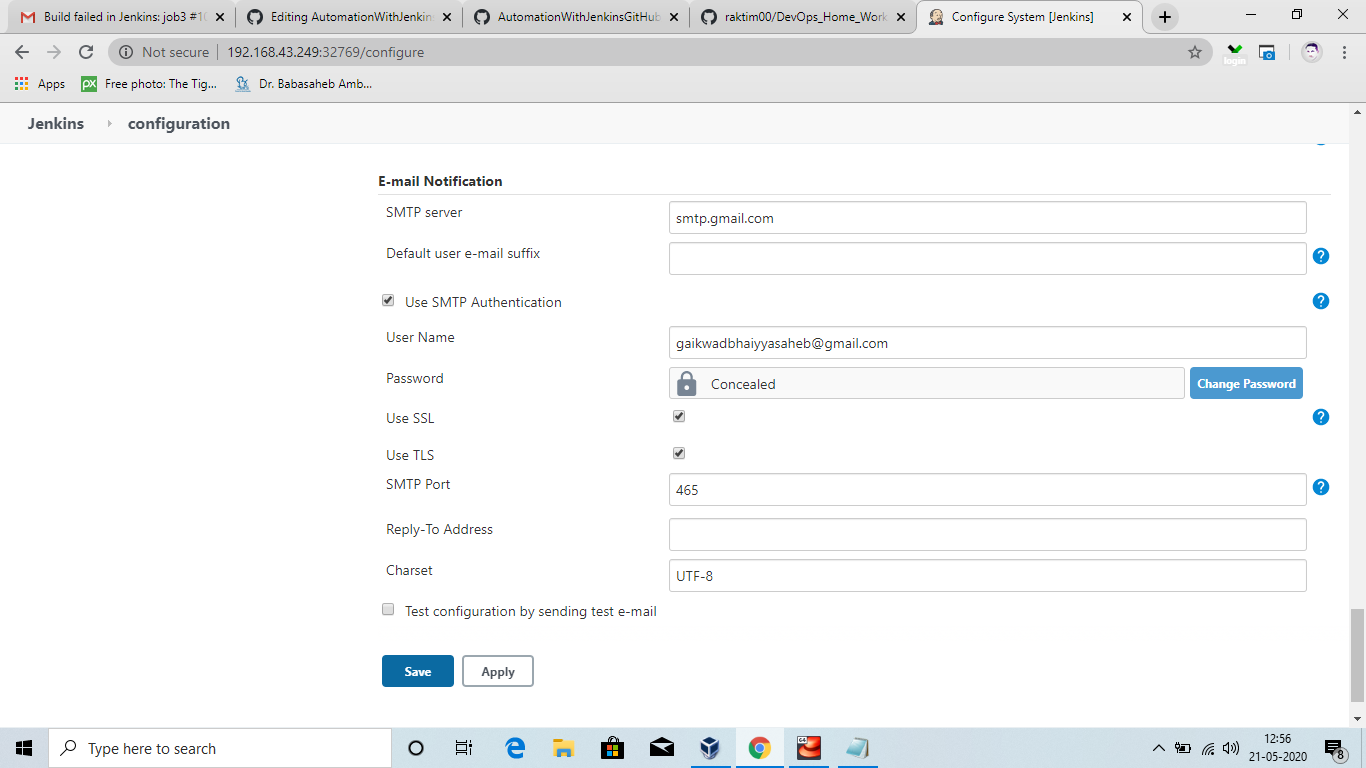 Build failed in Jenkins: job3 #10
Editing AutomationWithJenkin
AutomationWithJenkinsGitHub
raktim00/DevOps_Home_Work
Configure System [Jenkins]
Not secure
192.168.43.249:32769/configure
login
Apps
px
Free photo: The Tig...
Dr. Babasaheb Amb...
Jenkins
configuration
E-mail Notification
SMTP server
smtp.gmail.com
Default user e-mail suffix
?
Use SMTP Authentication
?
User Name
gaikwadbhaiyyasaheb@gmail.com
Password
Concealed
Change Password
Use SSL
?
Use TLS
SMTP Port
465
?
Reply-To Address
Charset
UTF-8
Test configuration by sending test e-mail
Save
Apply
Type here to search
64
12:56
21-05-2020
8